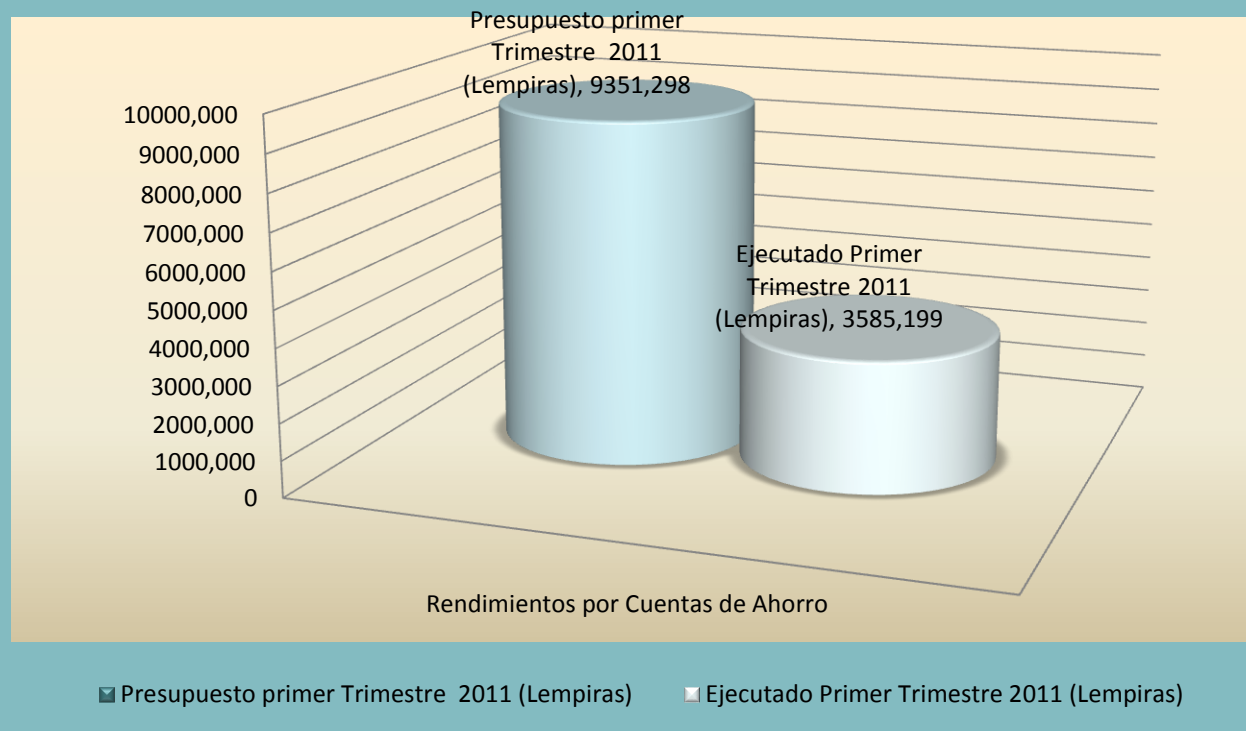 Presupuesto primer
Trimestre 2011
(Lempiras), 9351,298
10000,000
9000,000
8000,000
7000,000
6000,000
5000,000
4000,000
3000,000
2000,000
1000,000
0
Ejecutado Primer
Trimestre 2011
(Lempiras), 3585,199
Rendimientos por Cuentas de Ahorro
Presupuesto primer Trimestre 2011 (Lempiras)
Ejecutado Primer Trimestre 2011 (Lempiras)